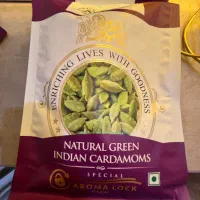 ENRICHING LIVES WITH GOODNESS
NATURAL GREEN
INDIAN CARDAMOMS
SPECIAL
AROMA LOCK